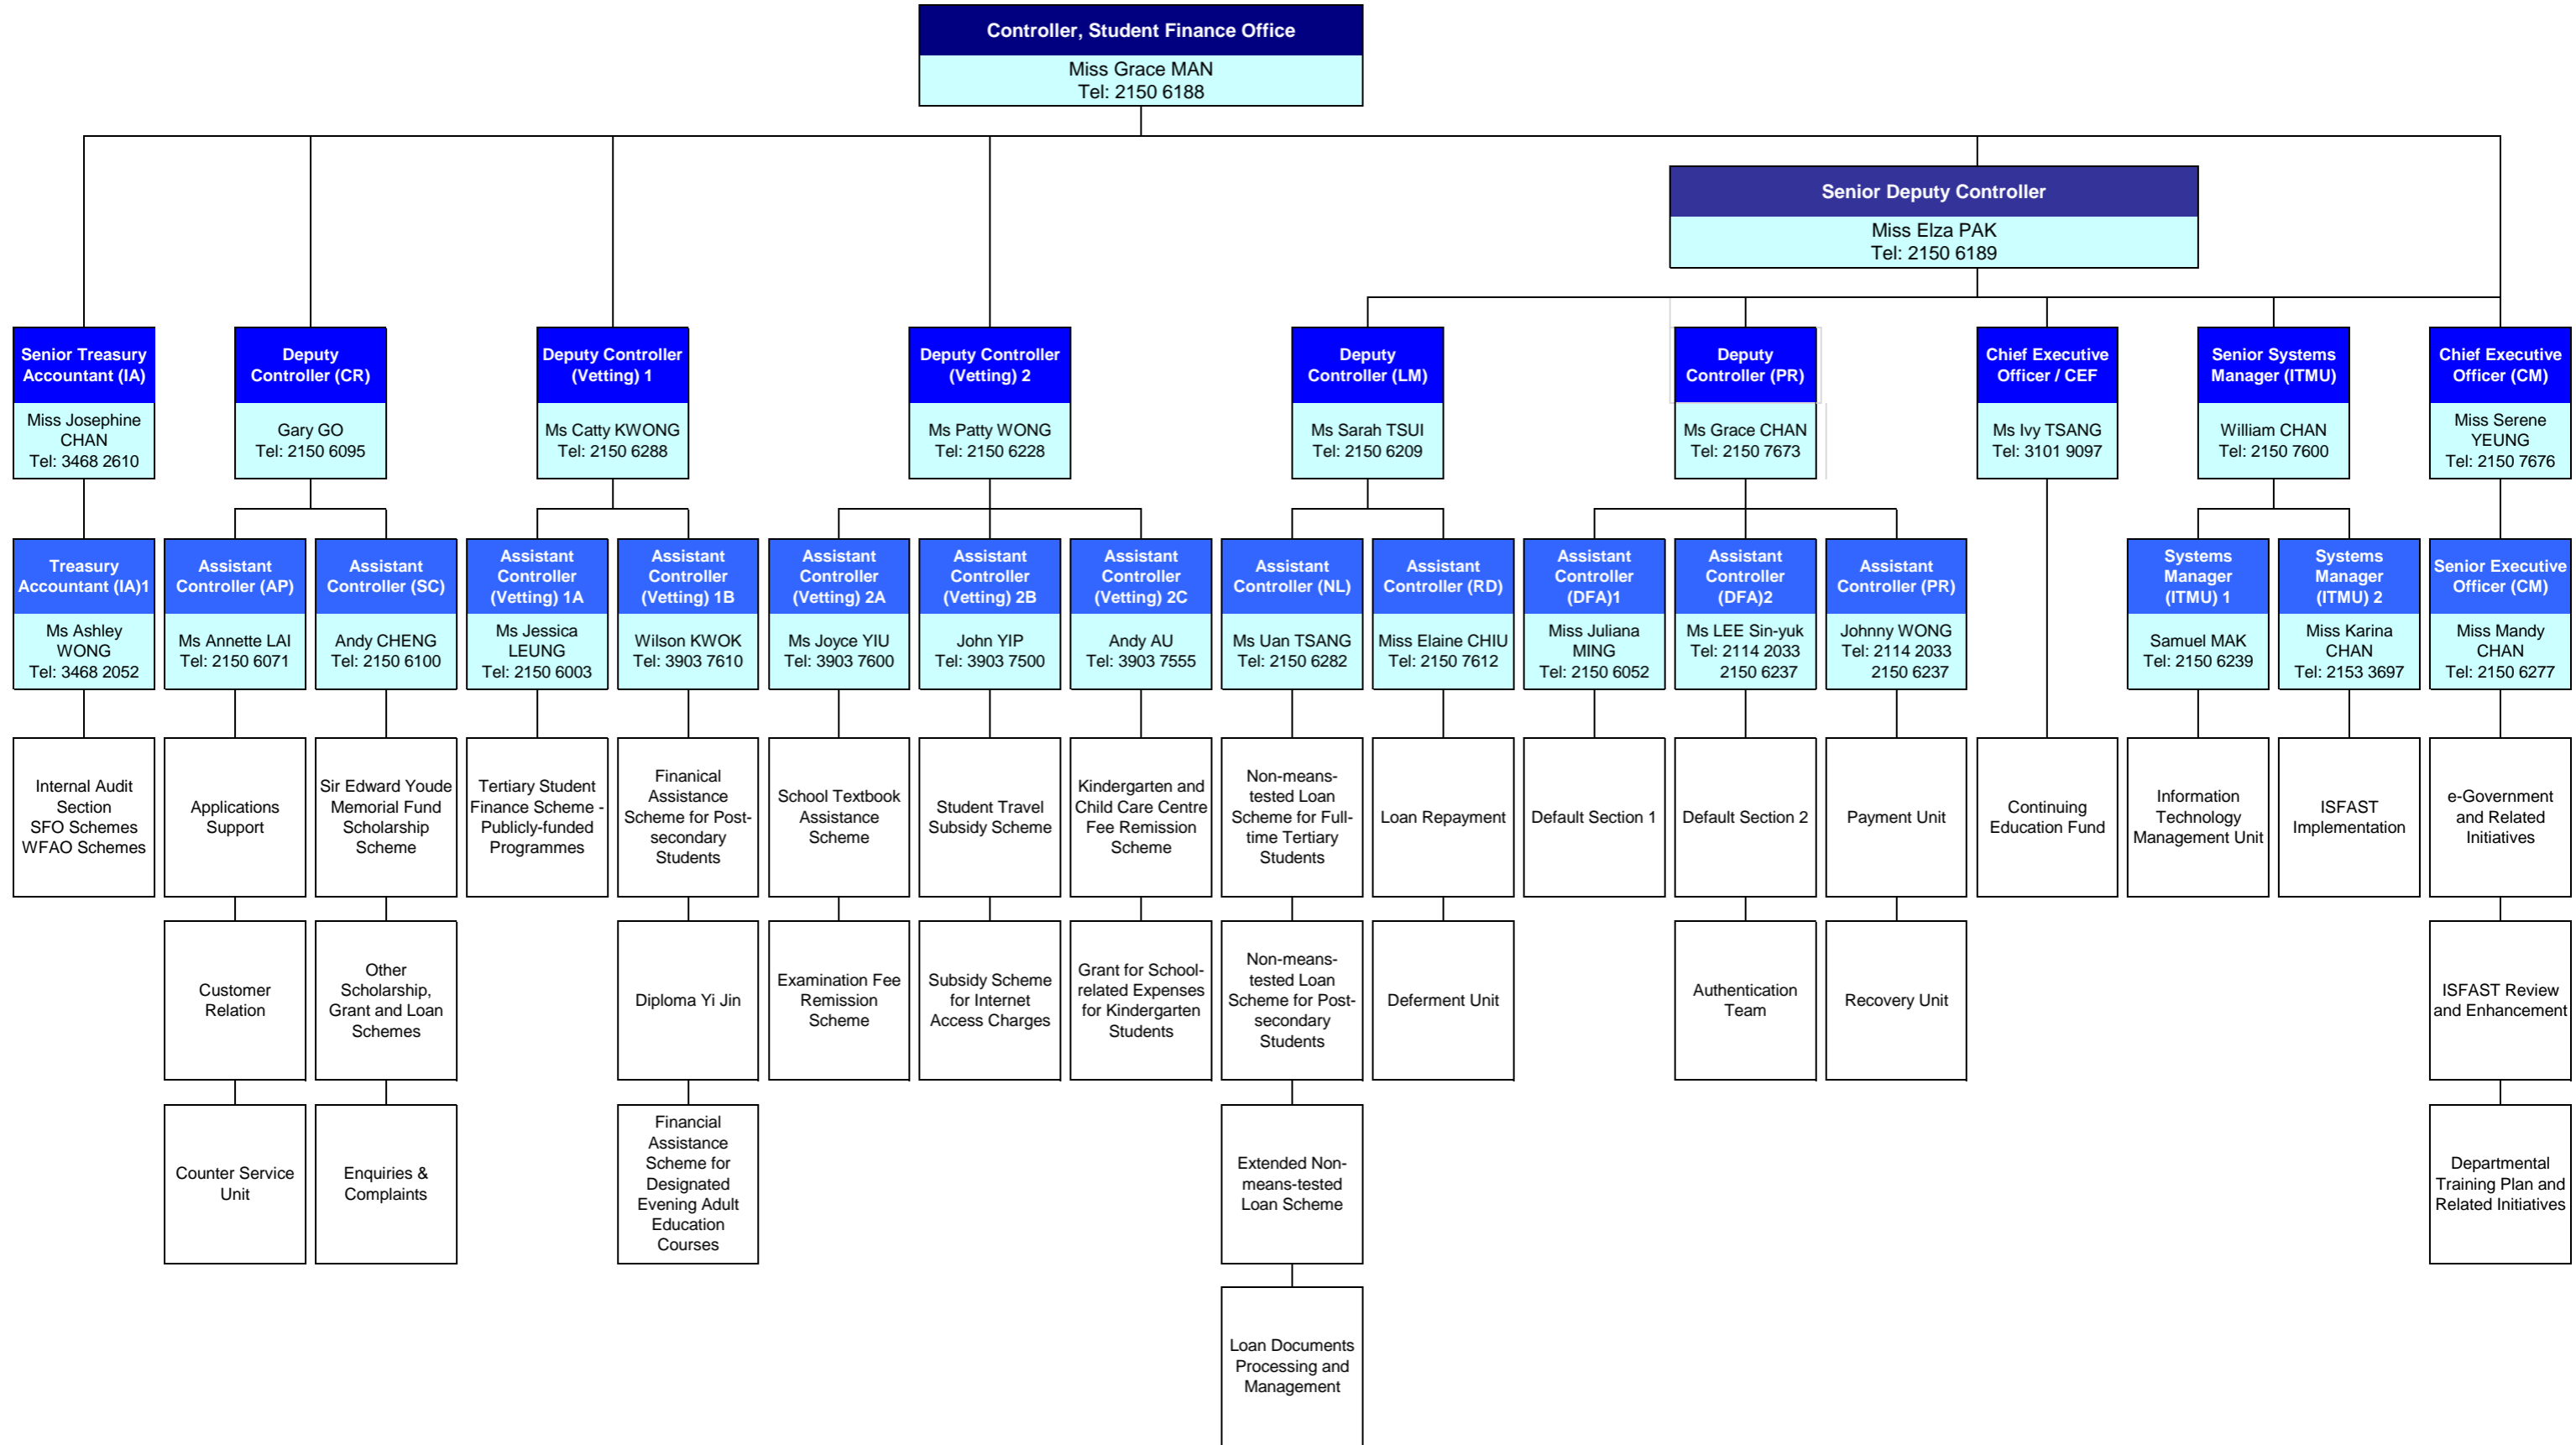 Controller, Student Finance Office
Miss Grace MAN
Tel: 2150 6188
Senior Deputy Controller
Miss Elza PAK
Tel: 2150 6189
Senior Treasury
Accountant (IA)
Miss Josephine
CHAN
Tel: 3468 2610
Deputy
Controller (CR)
Gary GO
Tel: 2150 6095
Deputy Controller
(Vetting) 1
Ms Catty KWONG
Tel: 2150 6288
Deputy Controller
(Vetting) 2
Ms Patty WONG
Tel: 2150 6228
Deputy
Controller (LM)
Ms Sarah TSUI
Tel: 2150 6209
Deputy
Controller (PR)
Ms Grace CHAN
Tel: 2150 7673
Chief Executive
Officer / CEF
Ms Ivy TSANG
Tel: 3101 9097
Senior Systems
Manager (ITMU)
William CHAN
Tel: 2150 7600
Chief Executive
Officer (CM)
Miss Serene
YEUNG
Tel: 2150 7676
Treasury
Accountant (IA)1
Ms Ashley
WONG
Tel: 3468 2052
Assistant
Controller (AP)
Ms Annette LAI
Tel: 2150 6071
Assistant
Controller (SC)
Andy CHENG
Tel: 2150 6100
Assistant
Controller
(Vetting) 1A
Ms Jessica
LEUNG
Tel: 2150 6003
Assistant
Controller
(Vetting) 1B
Wilson KWOK
Tel: 3903 7610
Assistant
Controller
(Vetting) 2A
Ms Joyce YIU
Tel: 3903 7600
Assistant
Controller
(Vetting) 2B
John YIP
Tel: 3903 7500
Assistant
Controller
(Vetting) 2C
Andy AU
Tel: 3903 7555
Assistant
Controller (NL)
Ms Uan TSANG
Tel: 2150 6282
Assistant
Controller (RD)
Miss Elaine CHIU
Tel: 2150 7612
Assistant
Controller
(DFA)1
Miss Juliana
MING
Tel: 2150 6052
Assistant
Controller
(DFA)2
Ms LEE Sin-yuk
Tel: 2114 2033
2150 6237
Assistant
Controller (PR)
Johnny WONG
Tel: 2114 2033
2150 6237
Systems
Manager
(ITMU) 1
Samuel MAK
Tel: 2150 6239
Systems
Manager
(ITMU) 2
Miss Karina
CHAN
Tel: 2153 3697
Senior Executive
Officer (CM)
Miss Mandy
CHAN
Tel: 2150 6277
Internal Audit
Section
SFO Schemes
WFAO Schemes
Applications
Support
Sir Edward Youde
Memorial Fund
Scholarship
Scheme
Tertiary Student
Finance Scheme -
Publicly-funded
Programmes
Finanical
Assistance
Scheme for Post-
secondary
Students
School Textbook
Assistance
Scheme
Student Travel
Subsidy Scheme
Kindergarten and
Child Care Centre
Fee Remission
Scheme
Non-means-
tested Loan
Scheme for Full-
time Tertiary
Students
Loan Repayment
Default Section 1
Default Section 2
Payment Unit
Continuing
Education Fund
Information
Technology
Management Unit
ISFAST
Implementation
e-Government
and Related
Initiatives
Customer
Relation
Other
Scholarship,
Grant and Loan
Schemes
Diploma Yi Jin
Examination Fee
Remission
Scheme
Subsidy Scheme
for Internet
Access Charges
Grant for School-
related Expenses
for Kindergarten
Students
Non-means-
tested Loan
Scheme for Post-
secondary
Students
Deferment Unit
Authentication
Team
Recovery Unit
ISFAST Review
and Enhancement
Counter Service
Unit
Enquiries &
Complaints
Financial
Assistance
Scheme for
Designated
Evening Adult
Education
Courses
Extended Non-
means-tested
Loan Scheme
Departmental
Training Plan and
Related Initiatives
Loan Documents
Processing and
Management